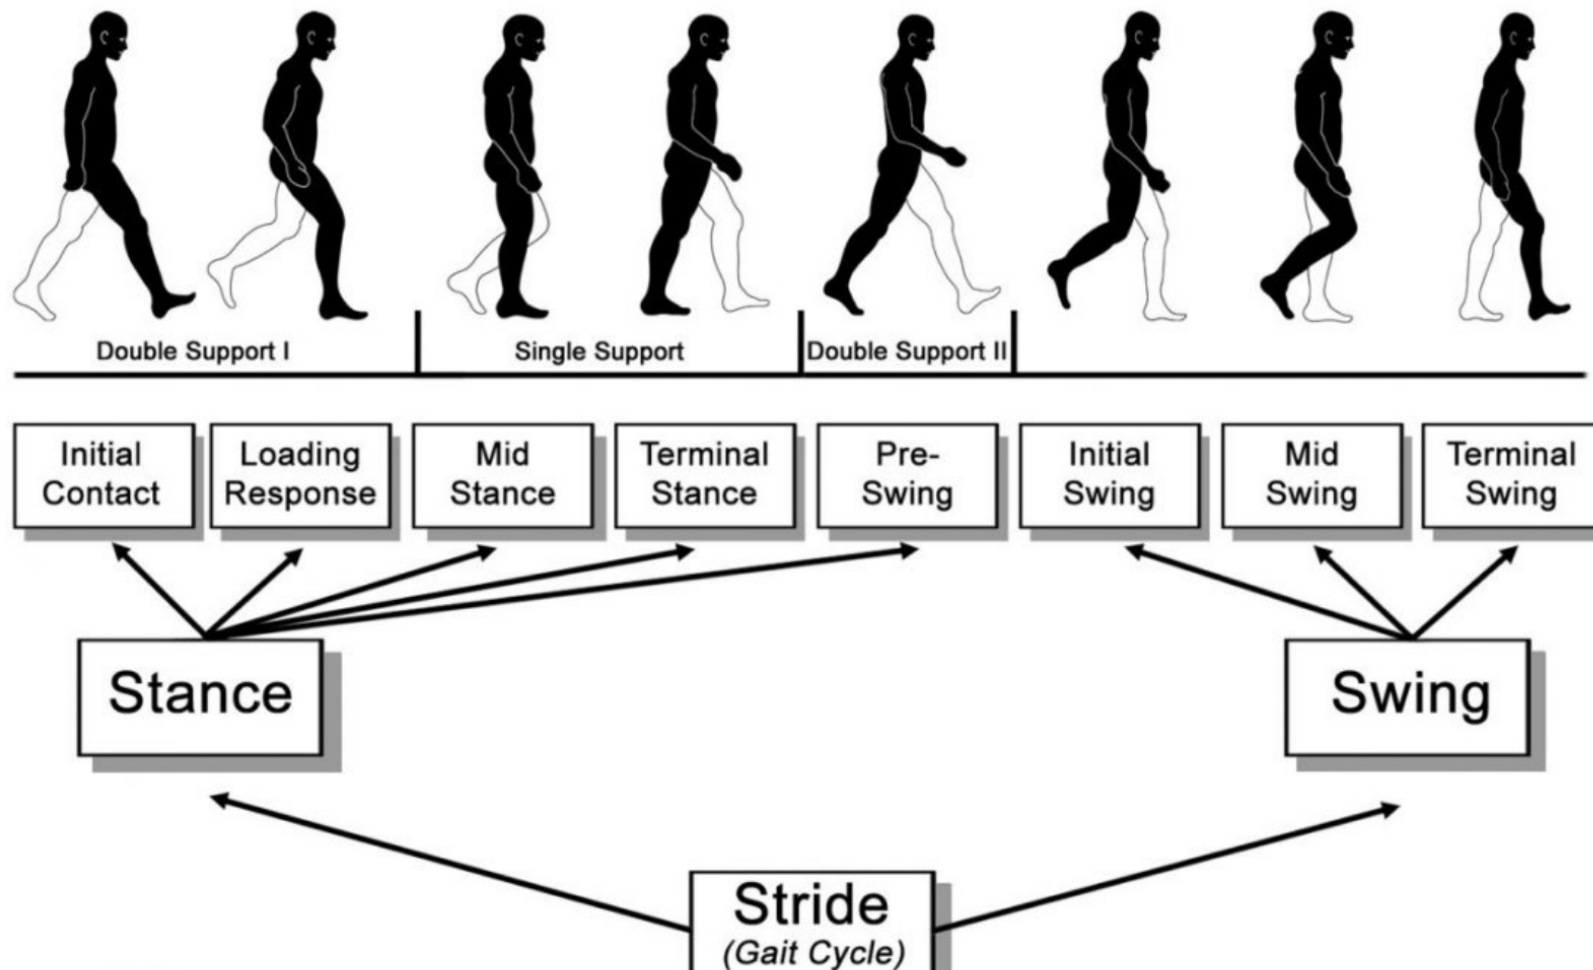 Double Support I
Single Support
Double Support II
Initial
Contact
Loading
Response
Mid
Stance
Terminal
Stance
Pre-
Swing
Initial
Swing
Mid
Swing
Terminal
Swing
Stance
Swing
Stride
(Gait Cycle)